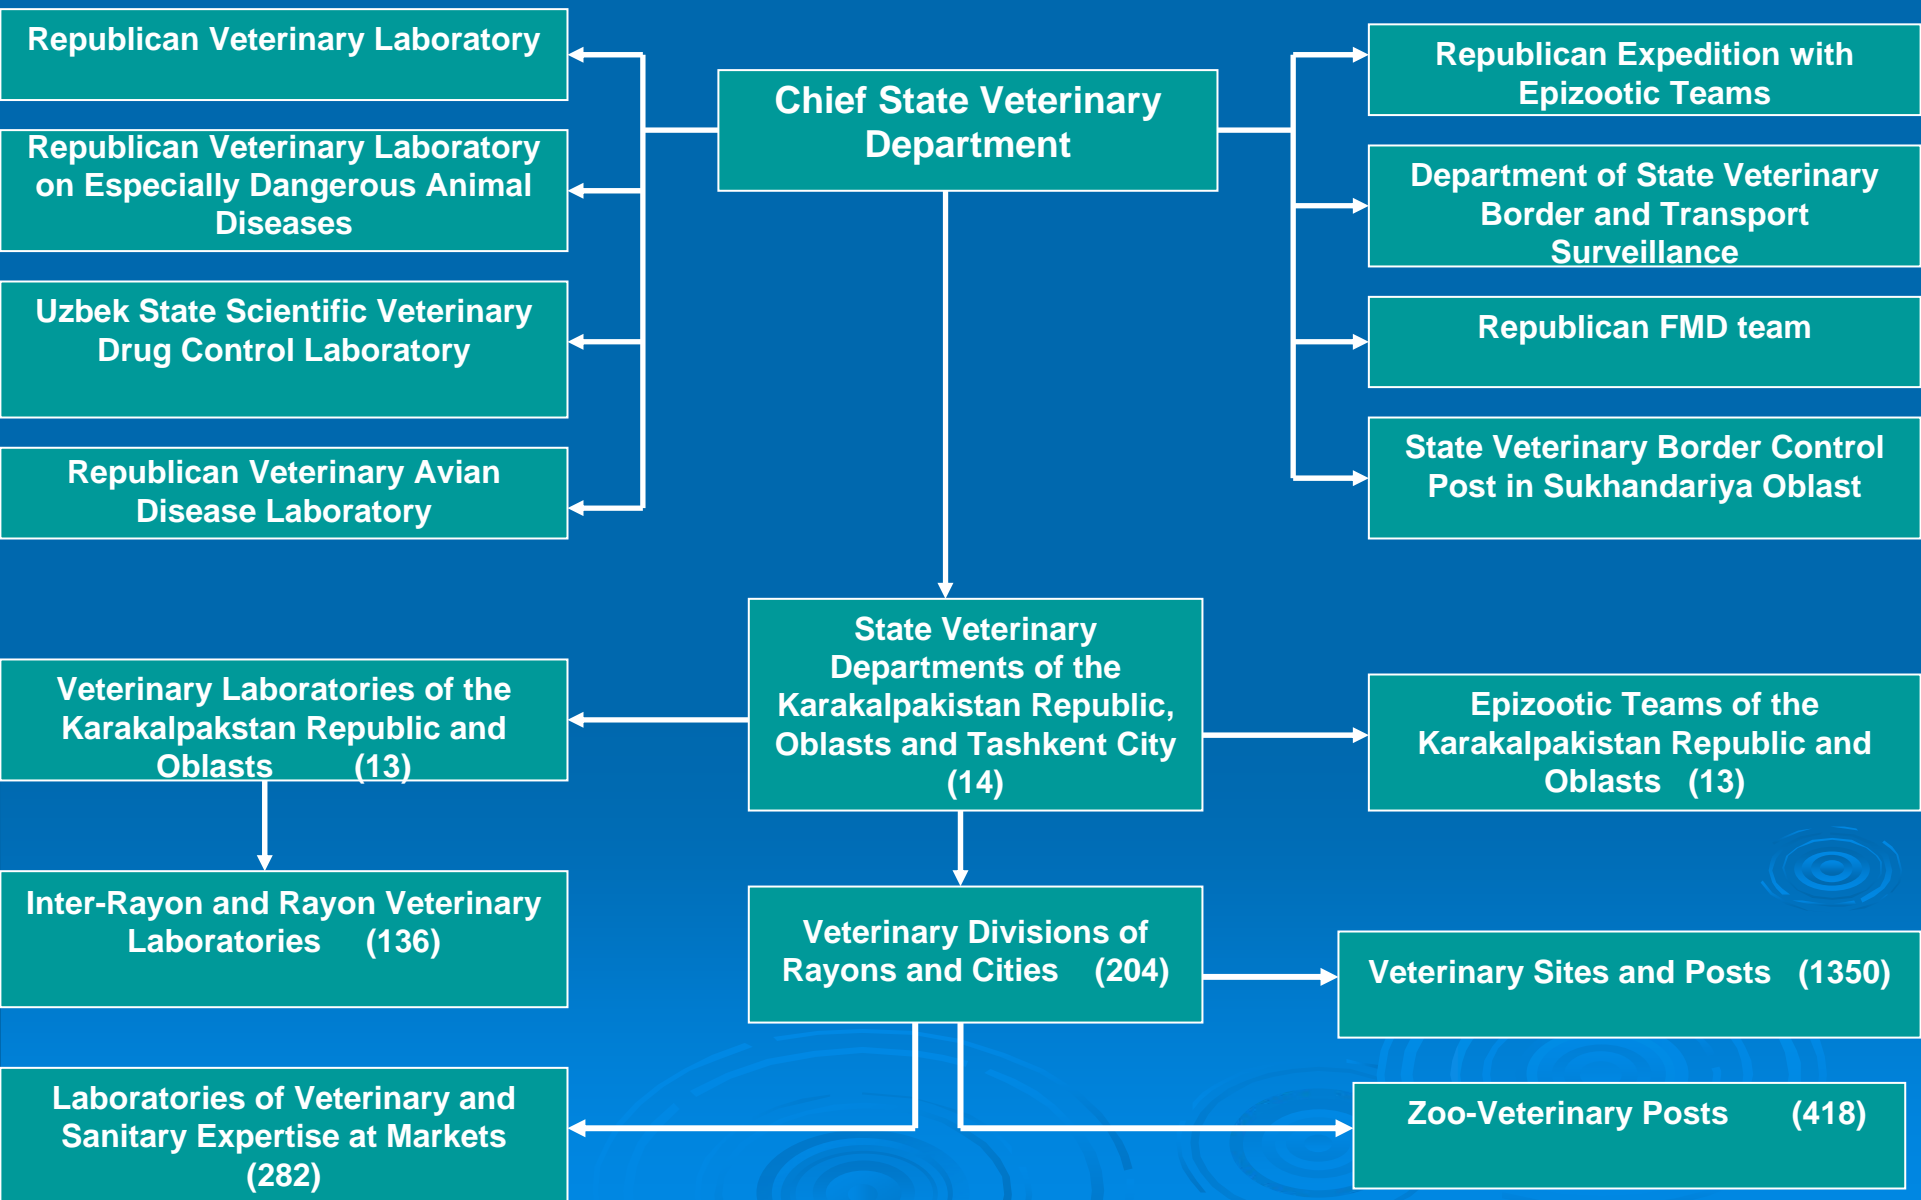 Republican Veterinary Laboratory
Chief State Veterinary
Department
Republican Expedition with
Epizootic Teams
Republican Veterinary Laboratory
on Especially Dangerous Animal
Diseases
Department of State Veterinary
Border and Transport
Surveillance
Uzbek State Scientific Veterinary
Drug Control Laboratory
Republican FMD team
Republican Veterinary Avian
Disease Laboratory
State Veterinary Border Control
Post in Sukhandariya Oblast
State Veterinary
Departments of the
Karakalpakistan Republic,
Oblasts and Tashkent City
(14)
Veterinary Laboratories of the
Karakalpakstan Republic and
Oblasts (13)
Epizootic Teams of the
Karakalpakistan Republic and
Oblasts (13)
Inter-Rayon and Rayon Veterinary
Laboratories (136)
Veterinary Divisions of
Rayons and Cities (204)
Veterinary Sites and Posts (1350)
Laboratories of Veterinary and
Sanitary Expertise at Markets
(282)
Zoo-Veterinary Posts (418)